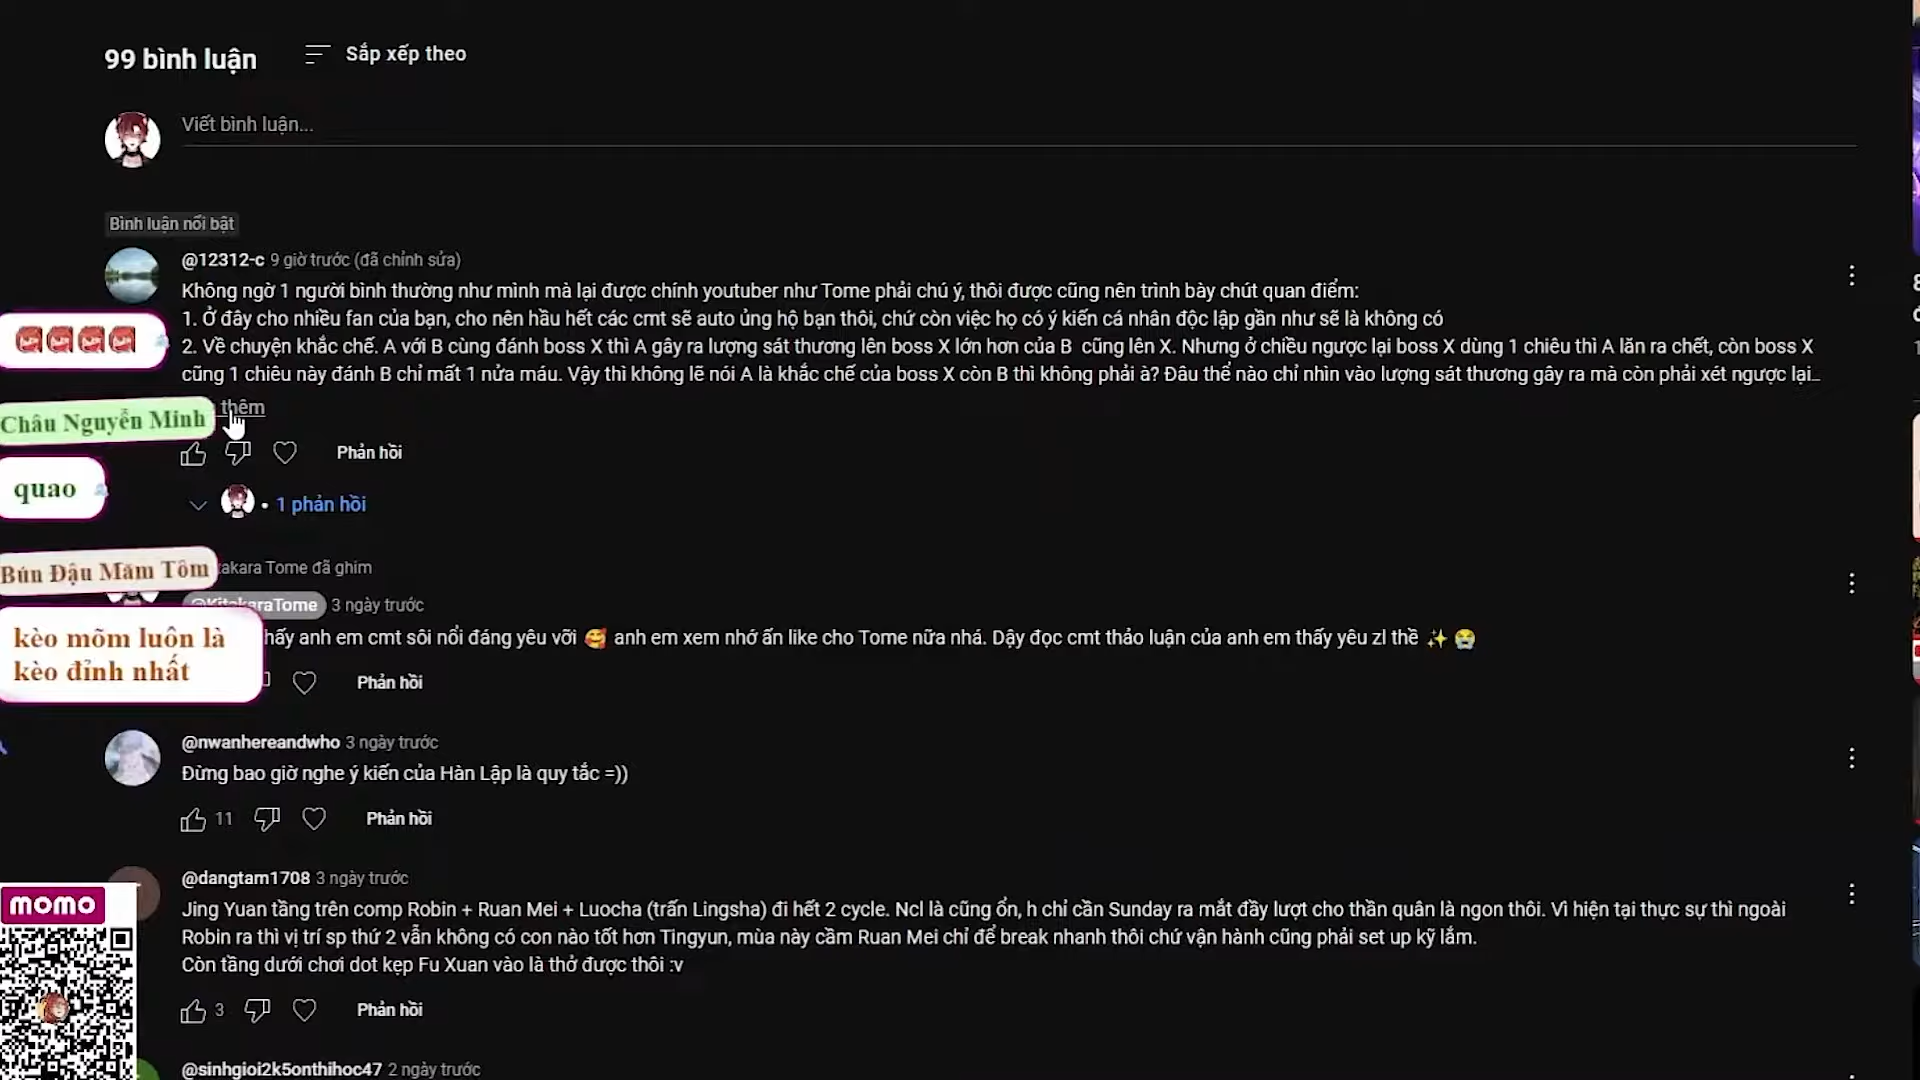 99 bình luận
Sắp xếp theo
Viết bình luận...
Bình luận nổi bật
@12312-c 9 giờ trước (đã chỉnh sửa)
Không ngờ 1 người bình thường như mình mà lại được chính youtuber như Tome phải chú ý, thôi được cũng nên trình bày chút quan điểm:
1. Ở đây cho nhiều fan của bạn, cho nên hầu hết các cmt sẽ auto ủng hộ bạn thôi, chứ còn việc họ có ý kiến cá nhân độc lập gần như sẽ là không có
2. Về chuyện khắc chế. A với B cùng đánh boss X thì A gây ra lượng sát thương lên boss X lớn hơn của B cũng lên X. Nhưng ở chiều ngược lại boss X dùng 1 chiêu thì A lăn ra chết, còn boss X
cũng 1 chiêu này đánh B chỉ mất 1 nửa máu. Vậy thì không lẽ nói A là khắc chế của boss X còn B thì không phải à? Đâu thể nào chỉ nhìn vào lượng sát thương gây ra mà còn phải xét ngược lại...
thêm
Châu Nguyễn Minh
Phản hồi
quao
• 1 phản hồi
Bún Đậu Mắm Tôm
takara Tome đã ghim
@KitakaraTome 3 ngày trước
kèo mõm luôn là
kèo đỉnh nhất
hấy anh em cmt sôi nổi đáng yêu vỡi 🥰 anh em xem nhớ ấn like cho Tome nữa nhá. Dậy đọc cmt thảo luận của anh em thấy yêu zl thề ✨ 😭
Phản hồi
@nwanhereandwho 3 ngày trước
Đừng bao giờ nghe ý kiến của Hàn Lập là quy tắc =))
11
Phản hồi
@dangtam1708 3 ngày trước
Jing Yuan tầng trên comp Robin + Ruan Mei + Luocha (trấn Lingsha) đi hết 2 cycle. Ncl là cũng ổn, h chỉ cần Sunday ra mắt đầy lượt cho thần quân là ngon thôi. Vì hiện tại thực sự thì ngoài
Robin ra thì vị trí sp thứ 2 vẫn không có con nào tốt hơn Tingyun, mùa này cầm Ruan Mei chỉ để break nhanh thôi chứ vận hành cũng phải set up kỹ lắm.
Còn tầng dưới chơi dot kẹp Fu Xuan vào là thở được thôi :v
3
Phản hồi
momo
@sinhgioi2k5onthihoc47 2 ngày trước